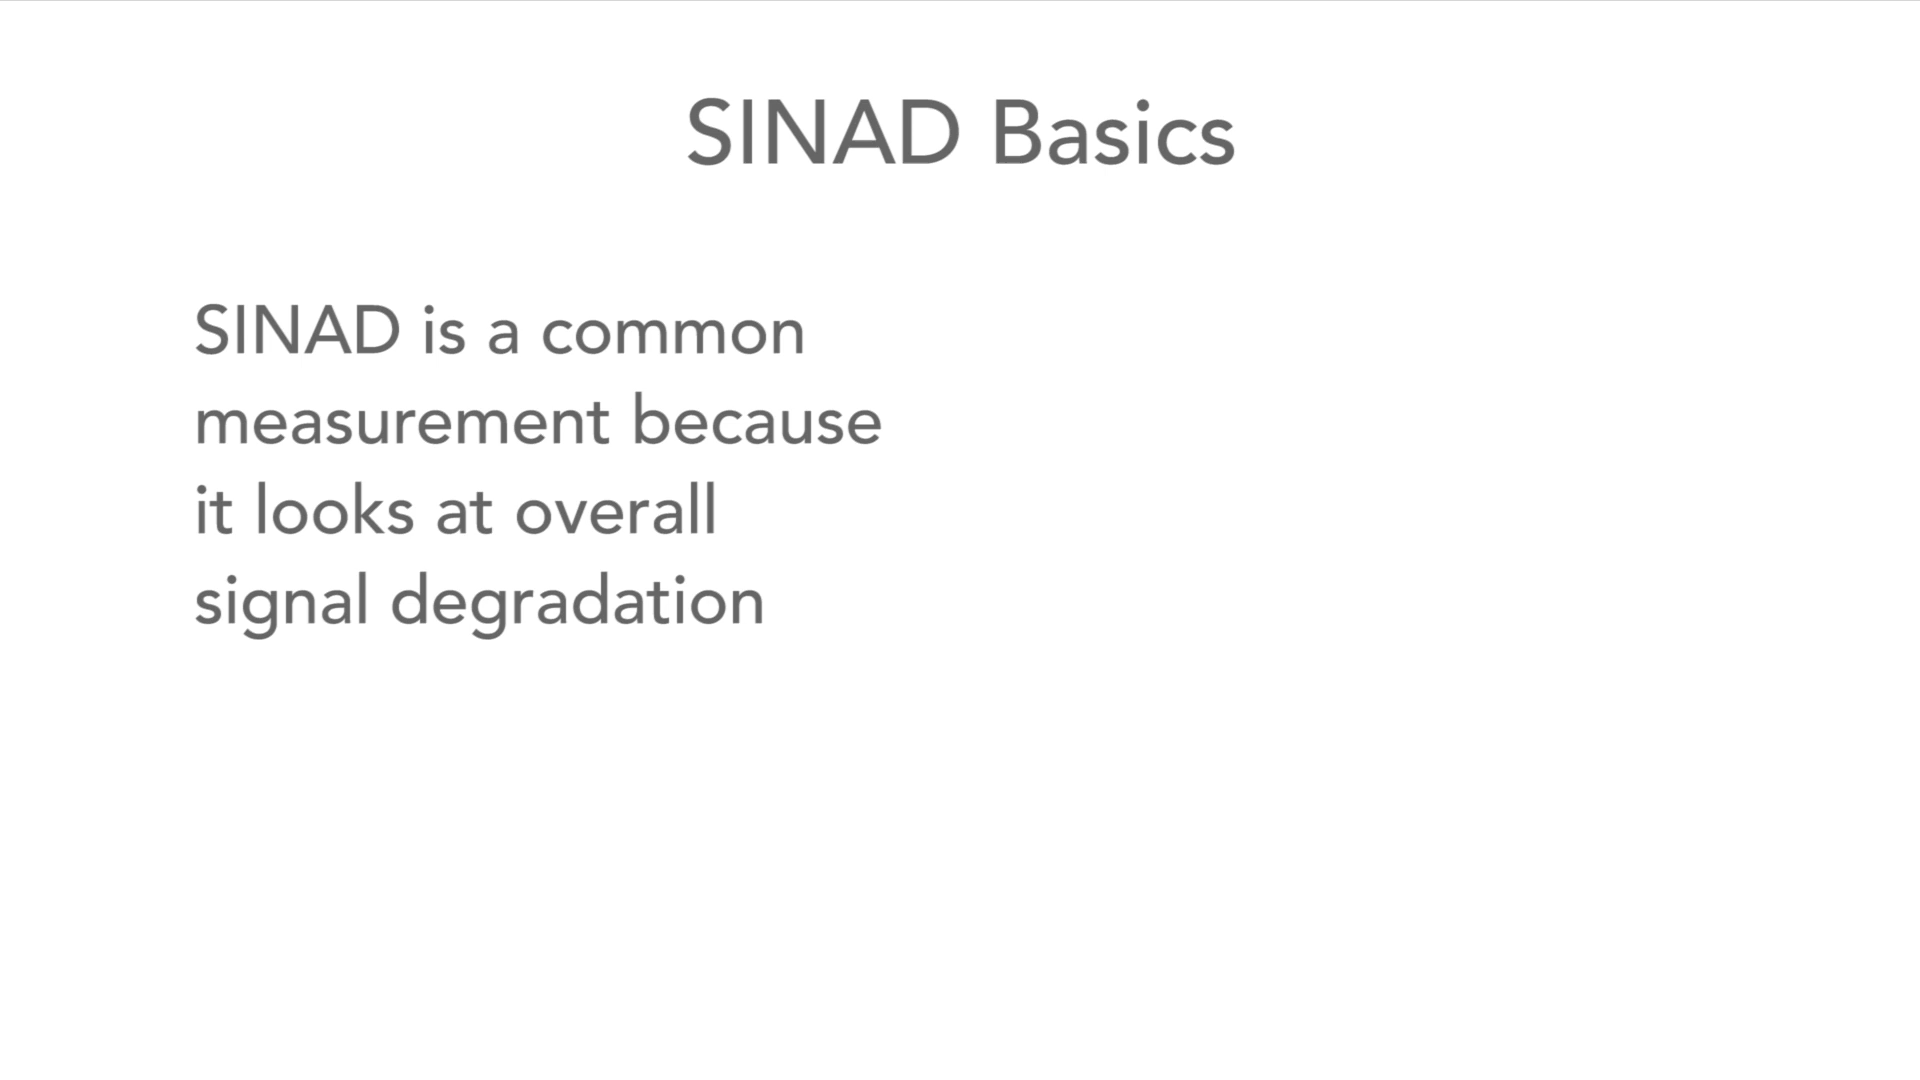 SINAD Basics
SINAD is a common
measurement because
it looks at overall
signal degradation